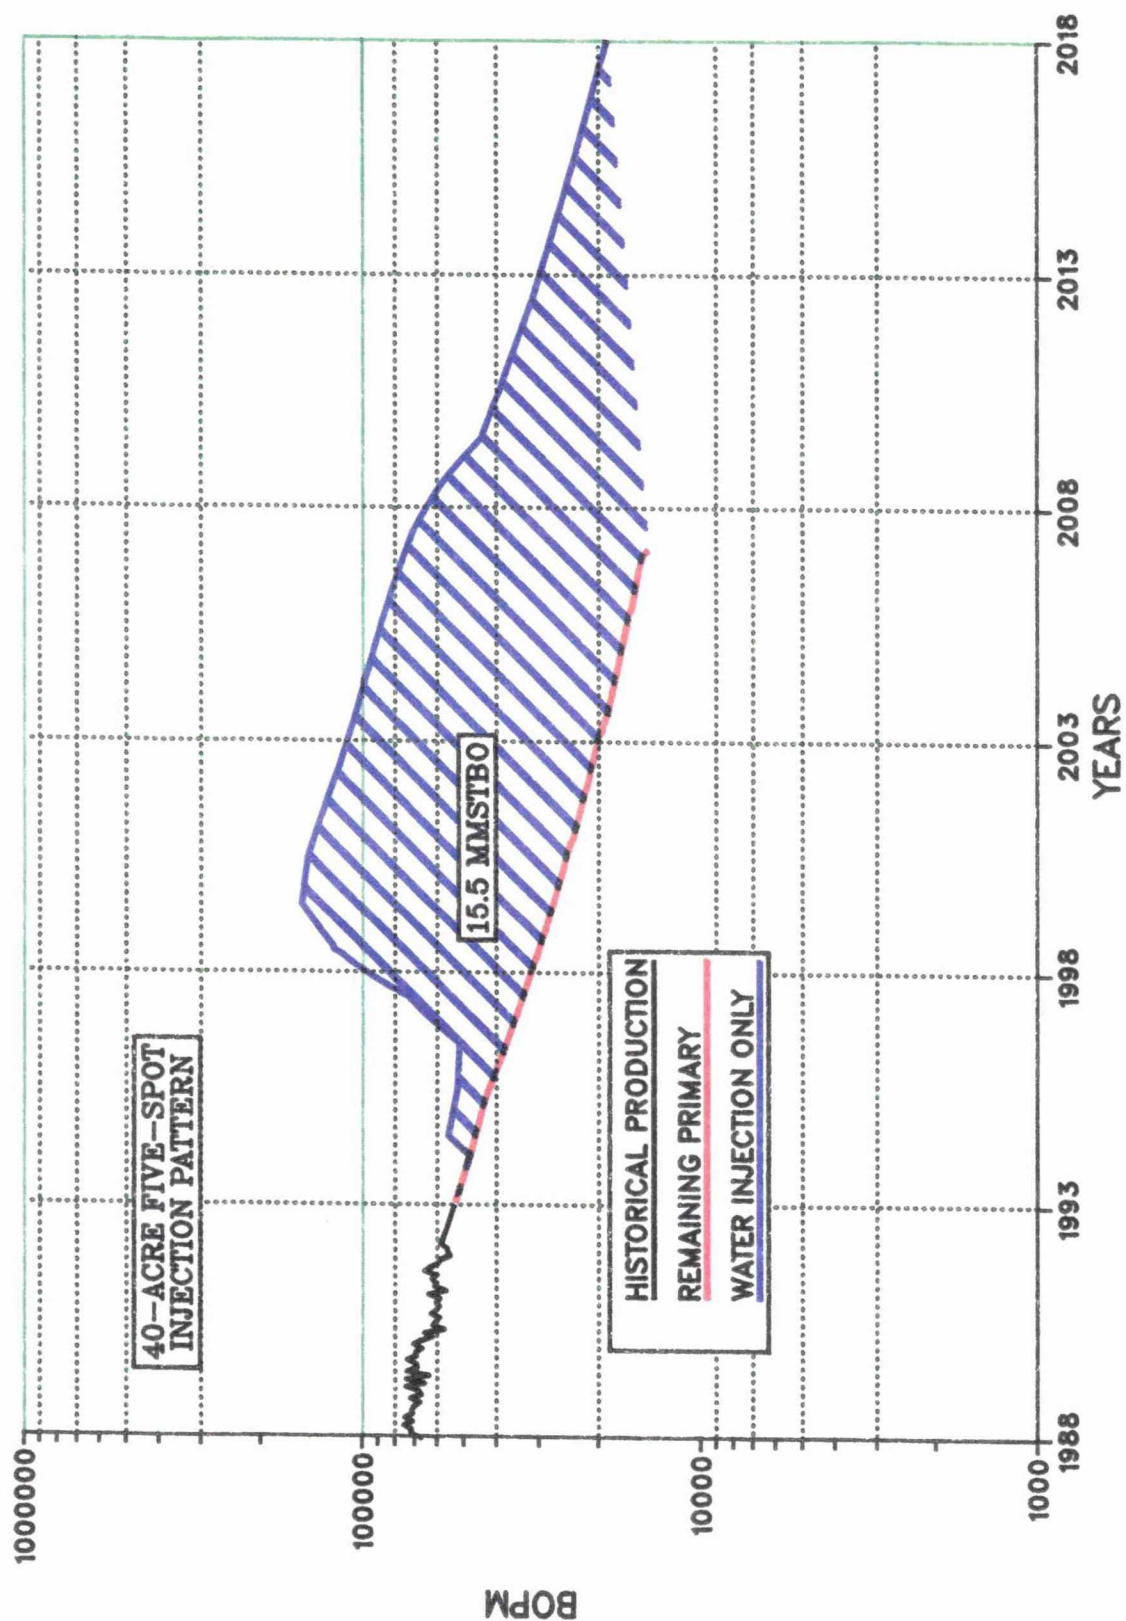 40-ACRE FIVE-SPOT
INJECTION PATTERN
1000000
100000
10000
1000
BOPM
15.5 MMSTBO
HISTORICAL PRODUCTION
REMAINING PRIMARY
WATER INJECTION ONLY
1988
1993
1998
2003
2008
2013
2018
YEARS